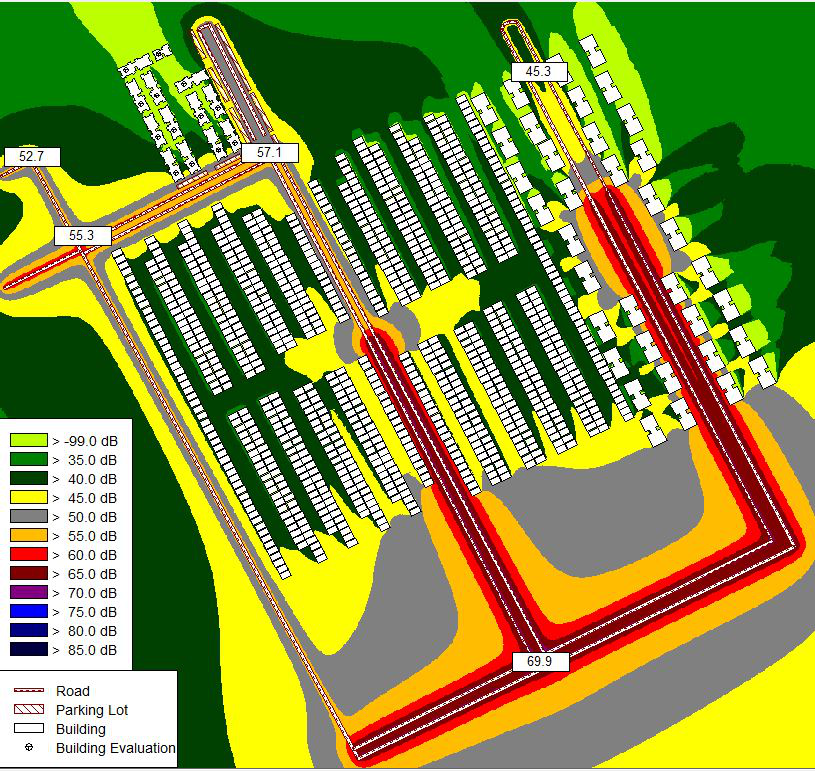 45.3
57.1
52.7
55.3
> -99.0 dB
> 35.0 dB
> 40.0 dB
> 45.0 dB
> 50.0 dB
> 55.0 dB
> 60.0 dB
> 65.0 dB
> 70.0 dB
> 75.0 dB
> 80.0 dB
> 85.0 dB
69.9
Road
Parking Lot
Building
Building Evaluation